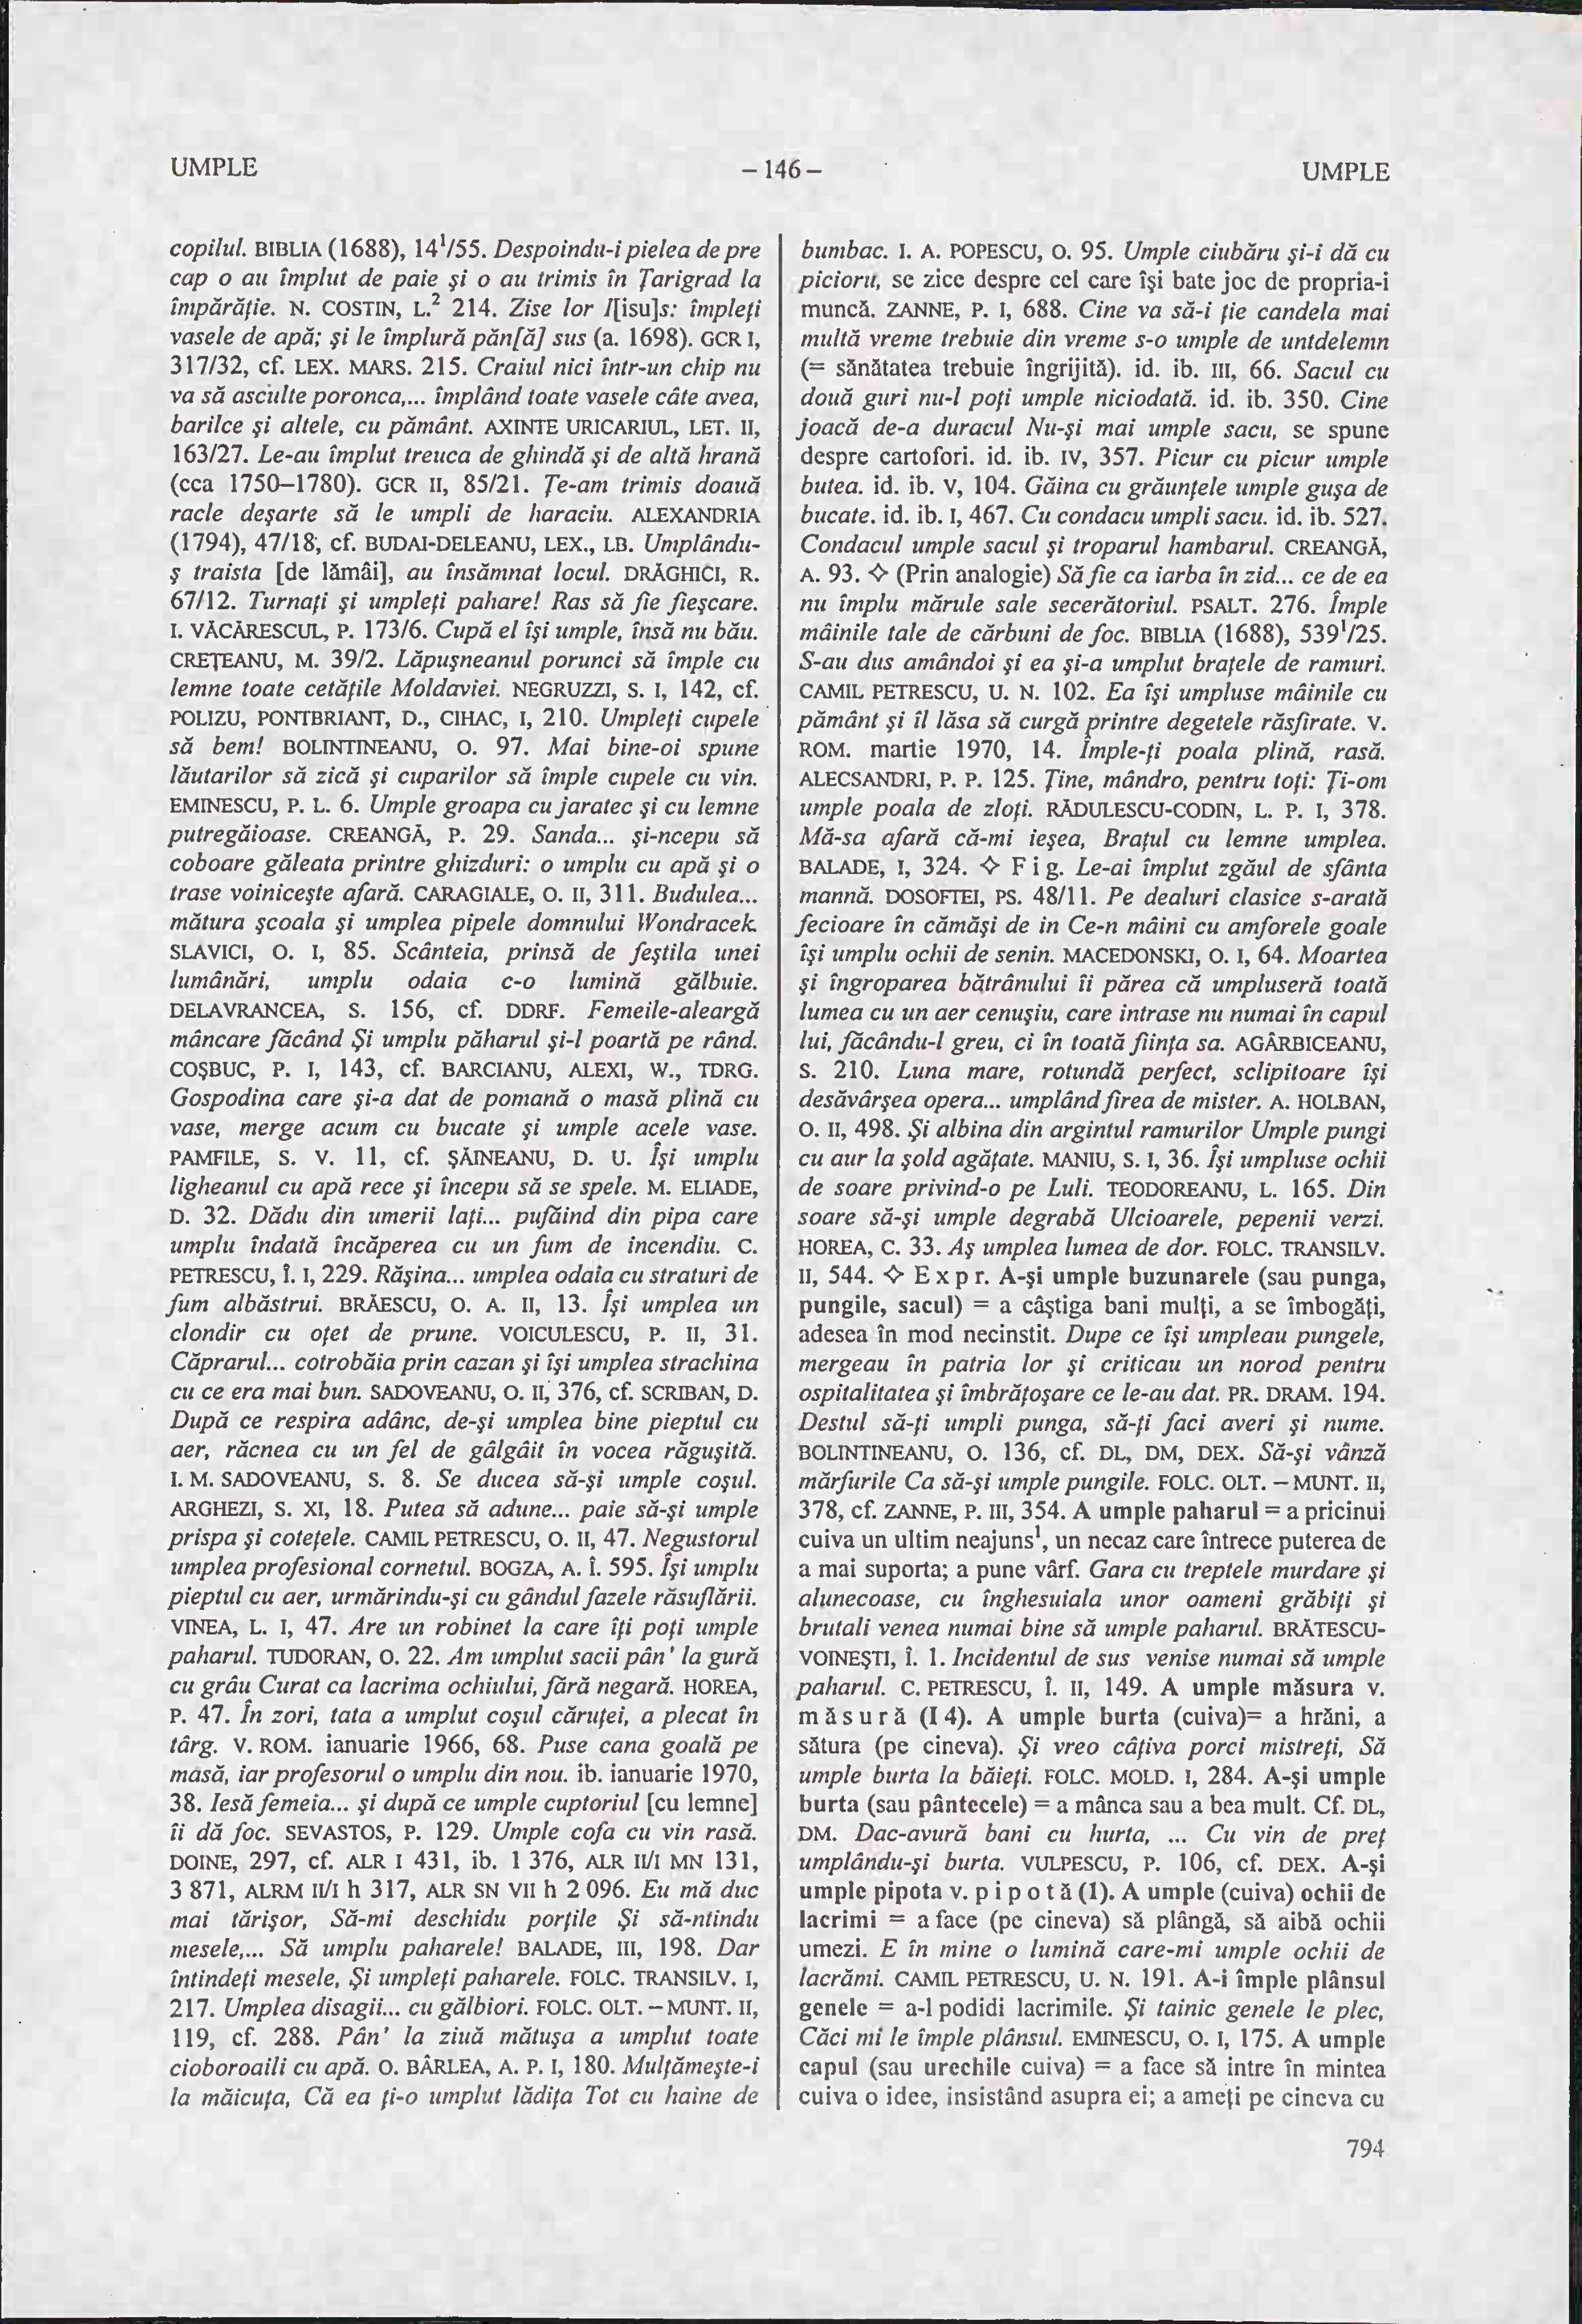 UMPLE
– 146 –
UMPLE
copilul. BIBLIA (1688), 14¹/55. Despoindu-i pielea de pre
cap o au împlut de paie şi o au trimis în Ţarigrad la
împărăţie. N. COSTIN, L.² 214. Zise lor I[isu]s: împleţi
vasele de apă; şi le împlură păn[ă] sus (a. 1698). GCR I,
317/32, cf. LEX. MARS. 215. Craiul nici într-un chip nu
va să asculte poronca,... împlând toate vasele câte avea,
barilce şi altele, cu pământ. AXINTE URICARIUL, LET. II,
163/27. Le-au împlut treuca de ghindă şi de altă hrană
(cca 1750–1780). GCR II, 85/21. Ţe-am trimis doauă
racle deşarte să le umpli de haraciu. ALEXANDRIA
(1794), 47/18, cf. BUDAI-DELEANU, LEX., LB. Umplându-
ş traista [de lămâi], au însămnat locul. DRĂGHICI, R.
67/12. Turnaţi şi umpleţi pahare! Ras să fie fieşcare.
I. VĂCĂRESCUL, P. 173/6. Cupă el îşi umple, însă nu bău.
CREŢEANU, M. 39/2. Lăpuşneanul porunci să împle cu
lemne toate cetăţile Moldaviei. NEGRUZZI, S. I, 142, cf.
POLIZU, PONTBRIANT, D., CIHAC, I, 210. Umpleţi cupele
să bem! BOLINTINEANU, O. 97. Mai bine-oi spune
lăutarilor să zică şi cuparilor să împle cupele cu vin.
EMINESCU, P. L. 6. Umple groapa cu jaratec şi cu lemne
putregăioase. CREANGĂ, P. 29. Sanda... şi-ncepu să
coboare găleata printre ghizduri: o umplu cu apă şi o
trase voiniceşte afară. CARAGIALE, O. II, 311. Budulea...
mătura şcoala şi umplea pipele domnului Wondracek.
SLAVICI, O. I, 85. Scânteia, prinsă de feştila unei
lumânări, umplu odaia c-o lumină gălbuie.
DELAVRANCEA, S. 156, cf. DDRF. Femeile-aleargă
mâncare făcând Şi umplu păharul şi-l poartă pe rând.
COŞBUC, P. I, 143, cf. BARCIANU, ALEXI, W., TDRG.
Gospodina care şi-a dat de pomană o masă plină cu
vase, merge acum cu bucate şi umple acele vase.
PAMFILE, S. V. 11, cf. ŞĂINEANU, D. U. Îşi umplu
ligheanul cu apă rece şi începu să se spele. M. ELIADE,
D. 32. Dădu din umerii laţi... pufăind din pipa care
umplu îndată încăperea cu un fum de incendiu. C.
PETRESCU, Î. I, 229. Răşina... umplea odaia cu straturi de
fum albăstrui. BRĂESCU, O. A. II, 13. Îşi umplea un
clondir cu oţet de prune. VOICULESCU, P. II, 31.
Căprarul... cotrobăia prin cazan şi îşi umplea strachina
cu ce era mai bun. SADOVEANU, O. II, 376, cf. SCRIBAN, D.
După ce respira adânc, de-şi umplea bine pieptul cu
aer, răcnea cu un fel de gâlgâit în vocea răguşită.
I. M. SADOVEANU, S. 8. Se ducea să-şi umple coşul.
ARGHEZI, S. XI, 18. Putea să adune... paie să-şi umple
prispa şi coteţele. CAMIL PETRESCU, O. II, 47. Negustorul
umplea profesional cornetul. BOGZA, A. Î. 595. Îşi umplu
pieptul cu aer, urmărindu-şi cu gândul fazele răsuflării.
VINEA, L. I, 47. Are un robinet la care îţi poţi umple
paharul. TUDORAN, O. 22. Am umplut sacii pân' la gură
cu grâu Curat ca lacrima ochiului, fără negară. HOREA,
P. 47. În zori, tata a umplut coşul căruţei, a plecat în
târg. V. ROM. ianuarie 1966, 68. Puse cana goală pe
masă, iar profesorul o umplu din nou. ib. ianuarie 1970,
38. Iesă femeia... şi după ce umple cuptoriul [cu lemne]
îi dă foc. SEVASTOS, P. 129. Umple cofa cu vin rasă.
DOINE, 297, cf. ALR I 431, ib. 1 376, ALR II/I MN 131,
3 871, ALRM II/I h 317, ALR SN VII h 2 096. Eu mă duc
mai tărişor, Să-mi deschidu porţile Şi să-ntindu
mesele,... Să umplu paharele! BALADE, III, 198. Dar
întindeţi mesele, Şi umpleţi paharele. FOLC. TRANSILV. I,
217. Umplea disagii... cu gălbiori. FOLC. OLT. – MUNT. II,
119, cf. 288. Pân' la ziuă mătuşa a umplut toate
cioboroaili cu apă. O. BÂRLEA, A. P. I, 180. Mulţămeşte-i
la măicuţa, Că ea ţi-o umplut lădiţa Tot cu haine de
bumbac. I. A. POPESCU, O. 95. Umple ciubăru şi-i dă cu
picioru, se zice despre cel care îşi bate joc de propria-i
muncă. ZANNE, P. I, 688. Cine va să-i ţie candela mai
multă vreme trebuie din vreme s-o umple de untdelemn
(= sănătatea trebuie îngrijită). id. ib. III, 66. Sacul cu
două guri nu-l poţi umple niciodată. id. ib. 350. Cine
joacă de-a duracul Nu-şi mai umple sacu, se spune
despre cartofori. id. ib. IV, 357. Picur cu picur umple
butea. id. ib. V, 104. Găina cu grăunţele umple guşa de
bucate. id. ib. I, 467. Cu condacu umpli sacu. id. ib. 527.
Condacul umple sacul şi troparul hambarul. CREANGĂ,
A. 93. ◇ (Prin analogie) Să fie ca iarba în zid... ce de ea
nu împlu mărule sale secerătoriul. PSALT. 276. Împle
mâinile tale de cărbuni de foc. BIBLIA (1688), 539¹/25.
S-au dus amândoi şi ea şi-a umplut braţele de ramuri.
CAMIL PETRESCU, U. N. 102. Ea îşi umpluse mâinile cu
pământ şi îl lăsa să curgă printre degetele răsfirate. V.
ROM. martie 1970, 14. Împle-ţi poala plină, rasă.
ALECSANDRI, P. P. 125. Ţine, mândro, pentru toţi: Ţi-om
umple poala de zloţi. RĂDULESCU-CODIN, L. P. I, 378.
Mă-sa afară că-mi ieşea, Braţul cu lemne umplea.
BALADE, I, 324. ◇ Fig. Le-ai împlut zgăul de sfânta
mannă. DOSOFTEI, PS. 48/11. Pe dealuri clasice s-arată
fecioare în cămăşi de in Ce-n mâini cu amforele goale
îşi umplu ochii de senin. MACEDONSKI, O. I, 64. Moartea
şi îngroparea bătrânului îi părea că umpluseră toată
lumea cu un aer cenuşiu, care intrase nu numai în capul
lui, făcându-l greu, ci în toată fiinţa sa. AGÂRBICEANU,
S. 210. Luna mare, rotundă perfect, sclipitoare îşi
desăvârşea opera... umplând firea de mister. A. HOLBAN,
O. II, 498. Şi albina din argintul ramurilor Umple pungi
cu aur la şold agăţate. MANIU, S. I, 36. Îşi umpluse ochii
de soare privind-o pe Luli. TEODOREANU, L. 165. Din
soare să-şi umple degrabă Ulcioarele, pepenii verzi.
HOREA, C. 33. Aş umplea lumea de dor. FOLC. TRANSILV.
II, 544. ◇ Expr. A-şi umple buzunarele (sau punga,
pungile, sacul) = a câştiga bani mulţi, a se îmbogăţi,
adesea în mod necinstit. Dupe ce îşi umpleau pungele,
mergeau în patria lor şi criticau un norod pentru
ospitalitatea şi îmbrăţoşare ce le-au dat. PR. DRAM. 194.
Destul să-ţi umpli punga, să-ţi faci averi şi nume.
BOLINTINEANU, O. 136, cf. DL, DM, DEX. Să-şi vânză
mărfurile Ca să-şi umple pungile. FOLC. OLT. – MUNT. II,
378, cf. ZANNE, P. III, 354. A umple paharul = a pricinui
cuiva un ultim neajuns¹, un necaz care întrece puterea de
a mai suporta; a pune vârf. Gara cu treptele murdare şi
alunecoase, cu înghesuiala unor oameni grăbiţi şi
brutali venea numai bine să umple paharul. BRĂTESCU-
VOINEŞTI, Î. 1. Incidentul de sus venise numai să umple
paharul. C. PETRESCU, Î. II, 149. A umple măsura v.
măsură (I 4). A umple burta (cuiva)= a hrăni, a
sătura (pe cineva). Şi vreo câţiva porci mistreţi, Să
umple burta la băieţi. FOLC. MOLD. I, 284. A-şi umple
burta (sau pântecele) = a mânca sau a bea mult. Cf. DL,
DM. Dac-avură bani cu hurta, ... Cu vin de preţ
umplându-şi burta. VULPESCU, P. 106, cf. DEX. A-şi
umple pipota v. pipotă (1). A umple (cuiva) ochii de
lacrimi = a face (pe cineva) să plângă, să aibă ochii
umezi. E în mine o lumină care-mi umple ochii de
lacrămi. CAMIL PETRESCU, U. N. 191. A-i împle plânsul
genele = a-l podidi lacrimile. Şi tainic genele le plec,
Căci mi le împle plânsul. EMINESCU, O. I, 175. A umple
capul (sau urechile cuiva) = a face să intre în mintea
cuiva o idee, insistând asupra ei; a ameţi pe cineva cu
794